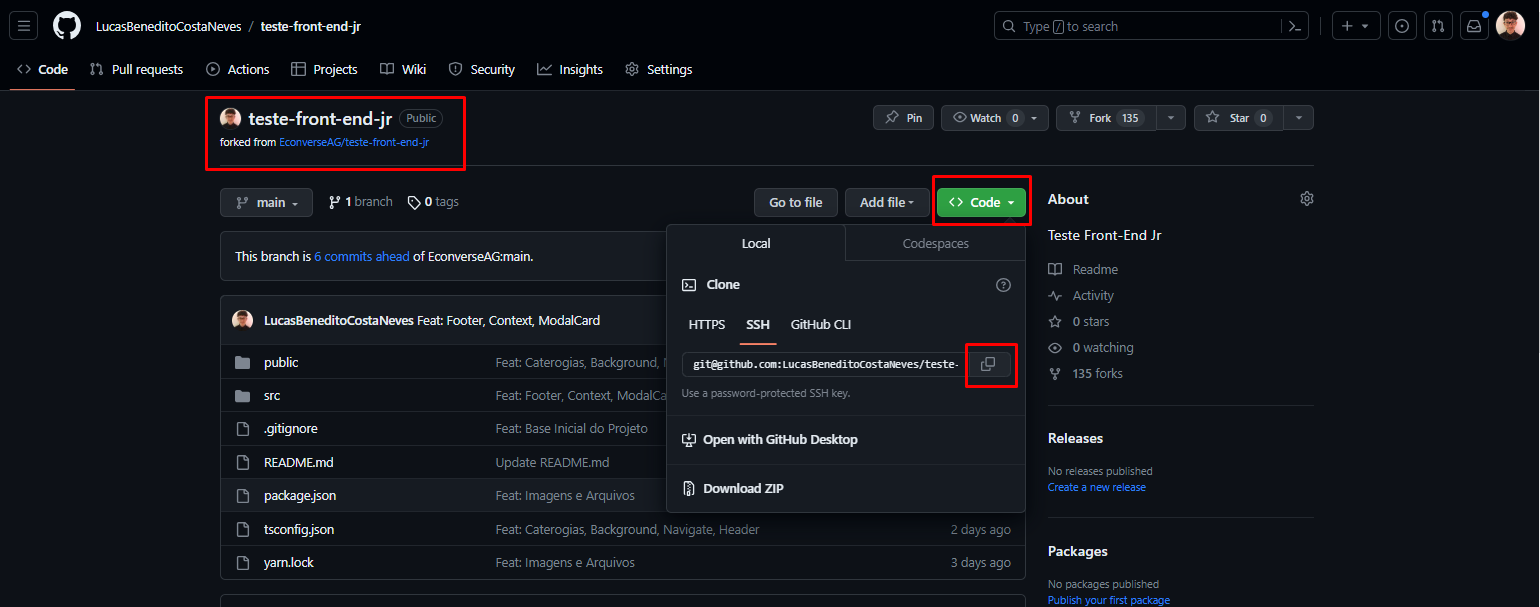 LucasBeneditoCostaNeves / teste-front-end-jr
Type / to search
Code Pull requests Actions Projects Wiki Security Insights Settings
teste-front-end-jr Public
forked from EconverseAG/teste-front-end-jr
Pin Watch 0 Fork 135 Star 0
main 1 branch 0 tags Go to file Add file Code
This branch is 6 commits ahead of EconverseAG:main.
LucasBeneditoCostaNeves Feat: Footer, Context, ModalCard
public Feat: Caterogias, Background,
src Feat: Footer, Context, ModalCa
.gitignore Feat: Base Inicial do Projeto
README.md Update README.md
package.json Feat: Imagens e Arquivos
tsconfig.json Feat: Caterogias, Background, Navigate, Header 2 days ago
yarn.lock Feat: Imagens e Arquivos 3 days ago
Local Codespaces
Clone
HTTPS SSH GitHub CLI
git@github.com:LucasBeneditoCostaNeves/teste-
Use a password-protected SSH key.
Open with GitHub Desktop
Download ZIP
About
Teste Front-End Jr
Readme
Activity
0 stars
0 watching
135 forks
Releases
No releases published
Create a new release
Packages
No packages published
Publish your first package